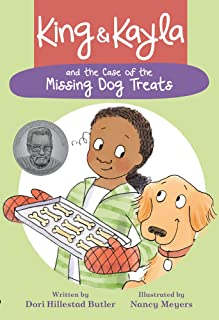 King & Kayla
and the Case of the
Missing Dog Treats
Written by
Dori Hillestad Butler
Illustrated by
Nancy Meyers